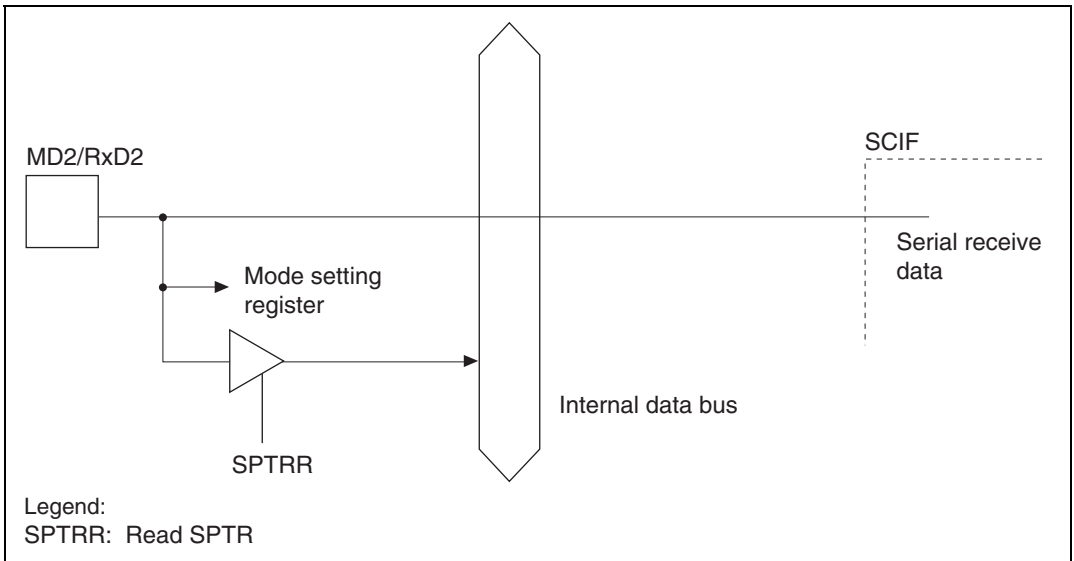 MD2/RxD2
SCIF
Serial receive
data
Mode setting
register
Internal data bus
SPTRR
Legend:
SPTRR: Read SPTR